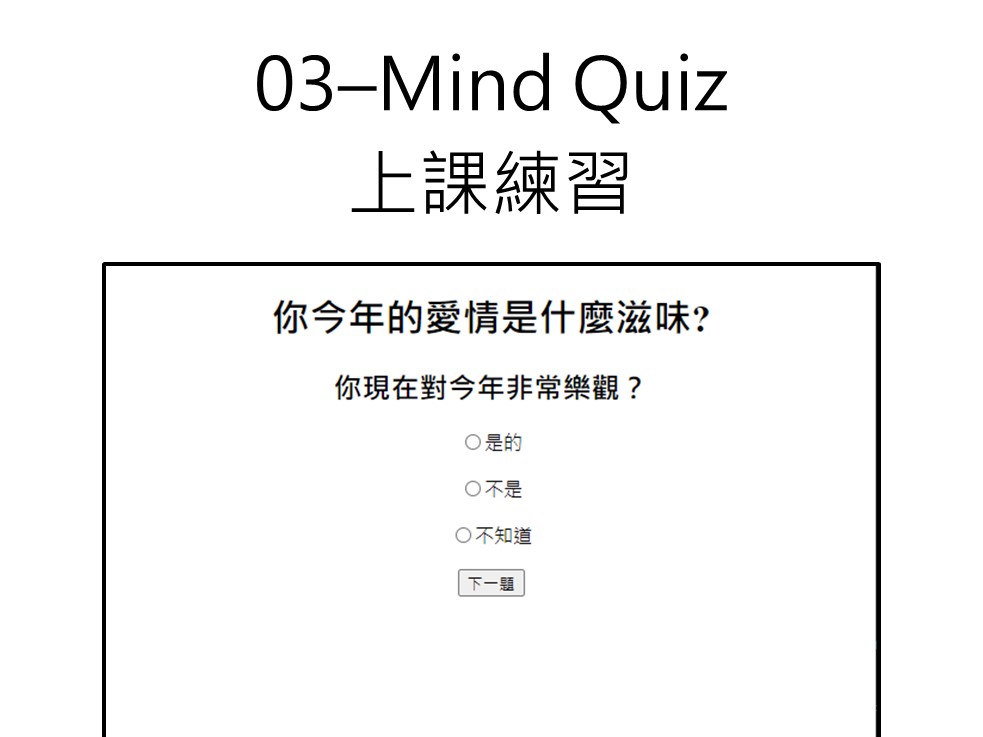 03–Mind Quiz
上課練習
你今年的愛情是什麼滋味?
你現在對今年非常樂觀？
是的
不是
不知道
下一題